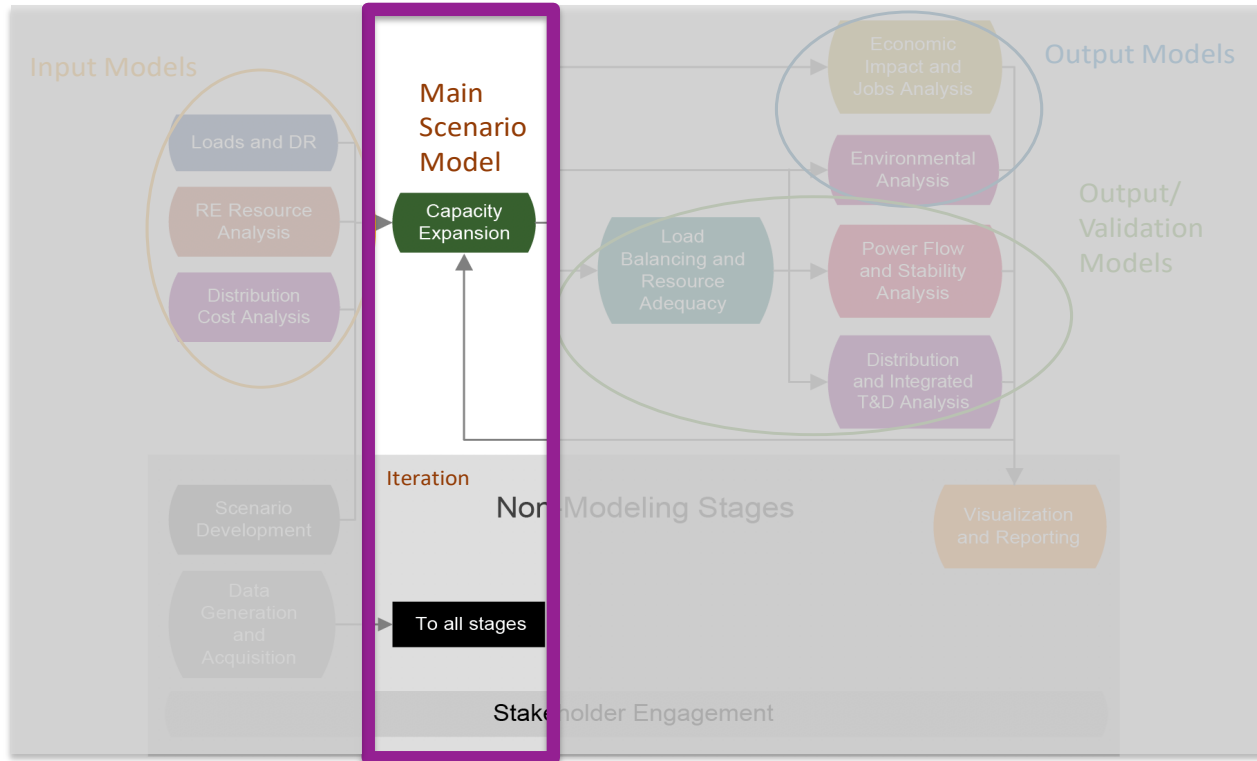 Input Models
Loads and DR
RE Resource
Analysis
Distribution
Cost Analysis
Main
Scenario
Model
Capacity
Expansion
Economic
Impact and
Jobs Analysis
Output Models
Environmental
Analysis
Output/
Validation
Models
Load
Balancing and
Resource
Adequacy
Power Flow
and Stability
Analysis
Distribution
and Integrated
T&D Analysis
Iteration
Non-Modeling Stages
Scenario
Development
Visualization
and Reporting
Data
Generation
and
Acquisition
To all stages
Stakeholder Engagement